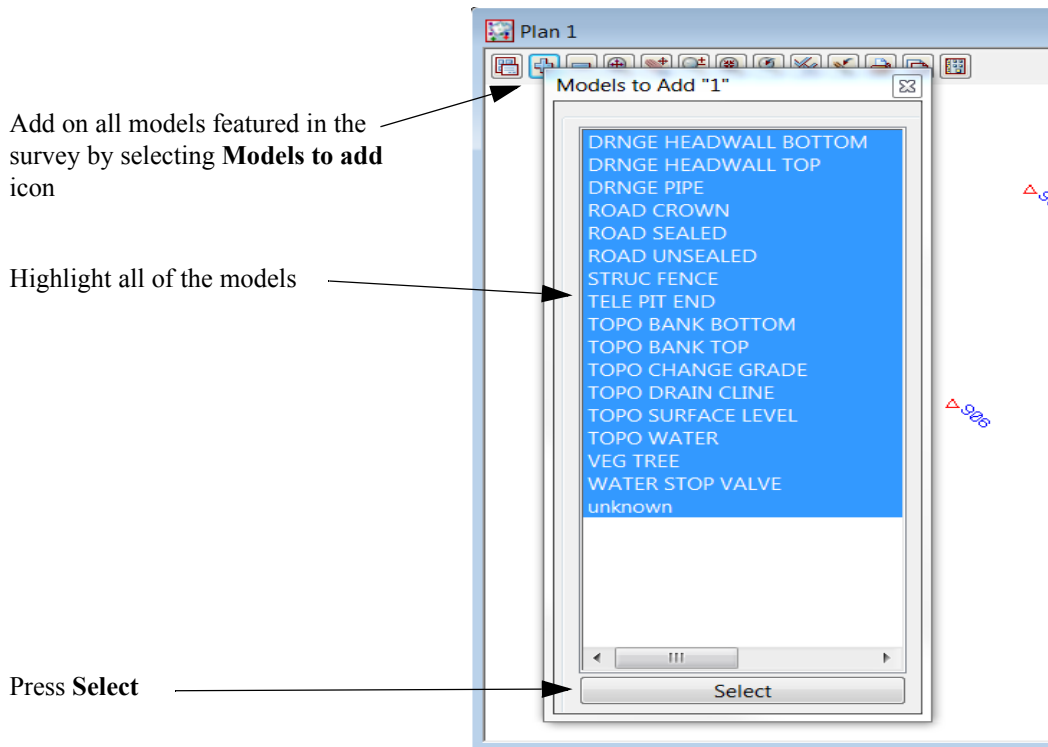 Plan 1
Models to Add "1"
Add on all models featured in the
survey by selecting Models to add
icon
Highlight all of the models
DRNGE HEADWALL BOTTOM
DRNGE HEADWALL TOP
DRNGE PIPE
ROAD CROWN
ROAD SEALED
ROAD UNSEALED
STRUC FENCE
TELE PIT END
TOPO BANK BOTTOM
TOPO BANK TOP
TOPO CHANGE GRADE
TOPO DRAIN CLINE
TOPO SURFACE LEVEL
TOPO WATER
VEG TREE
WATER STOP VALVE
unknown
906
Press Select
Select